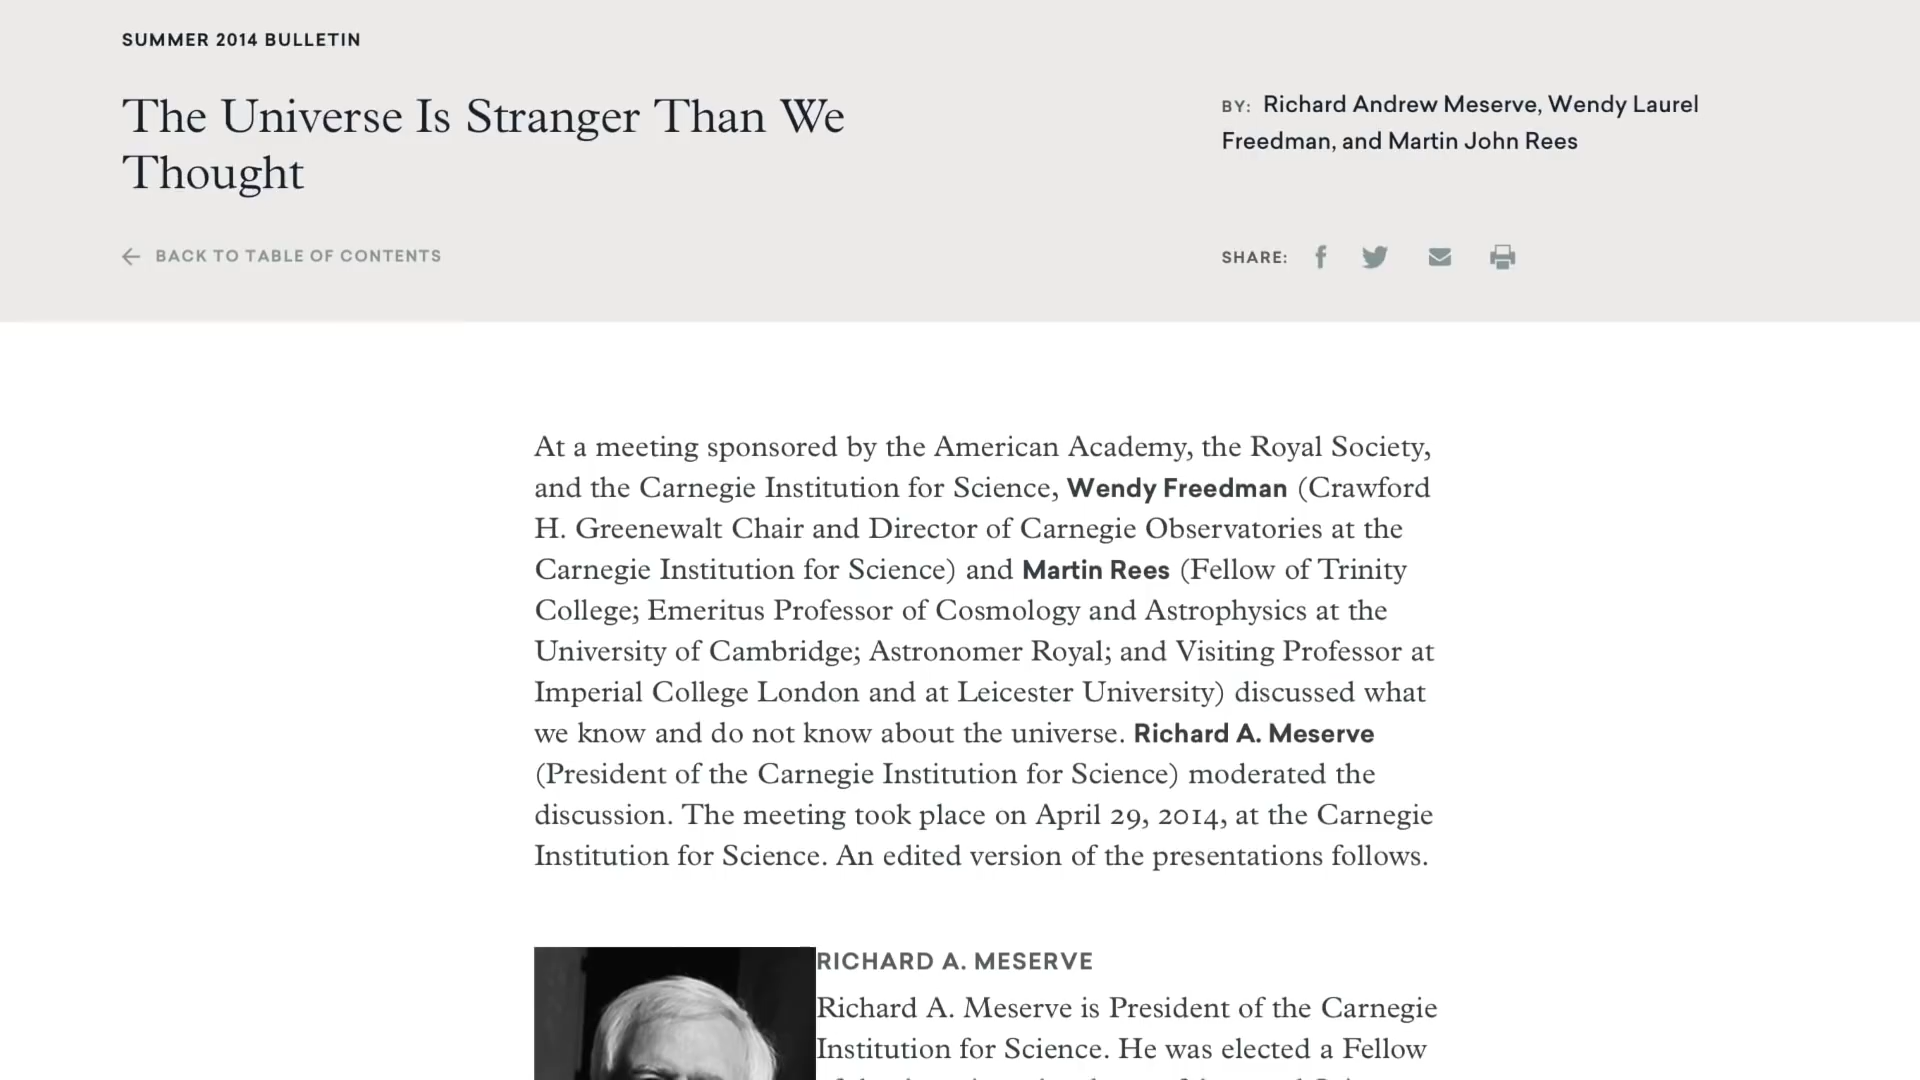 SUMMER 2014 BULLETIN
The Universe Is Stranger Than We
Thought
BY: Richard Andrew Meserve, Wendy Laurel
Freedman, and Martin John Rees
BACK TO TABLE OF CONTENTS
SHARE:
At a meeting sponsored by the American Academy, the Royal Society,
and the Carnegie Institution for Science, Wendy Freedman (Crawford
H. Greenewalt Chair and Director of Carnegie Observatories at the
Carnegie Institution for Science) and Martin Rees (Fellow of Trinity
College; Emeritus Professor of Cosmology and Astrophysics at the
University of Cambridge; Astronomer Royal; and Visiting Professor at
Imperial College London and at Leicester University) discussed what
we know and do not know about the universe. Richard A. Meserve
(President of the Carnegie Institution for Science) moderated the
discussion. The meeting took place on April 29, 2014, at the Carnegie
Institution for Science. An edited version of the presentations follows.
RICHARD A. MESERVE
Richard A. Meserve is President of the Carnegie
Institution for Science. He was elected a Fellow